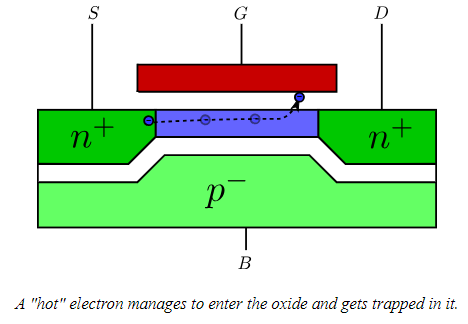 S G D
n⁺ n⁺
p⁻
B
A "hot" electron manages to enter the oxide and gets trapped in it.